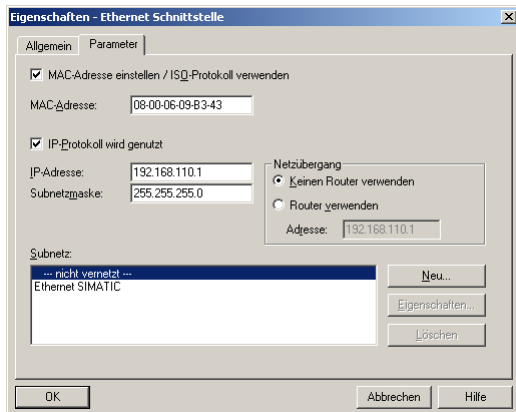 Eigenschaften - Ethernet Schnittstelle
Allgemein Parameter
MAC-Adresse einstellen / ISO-Protokoll verwenden
MAC-Adresse: 08-00-06-09-B3-43
IP-Protokoll wird genutzt
IP-Adresse: 192.168.110.1
Subnetzmaske: 255.255.255.0
Netzübergang
Keinen Router verwenden
Router verwenden
Adresse: 192.168.110.1
Subnetz:
--- nicht vernetzt ---
Ethernet SIMATIC
Neu...
Eigenschaften...
Löschen
OK Abbrechen Hilfe